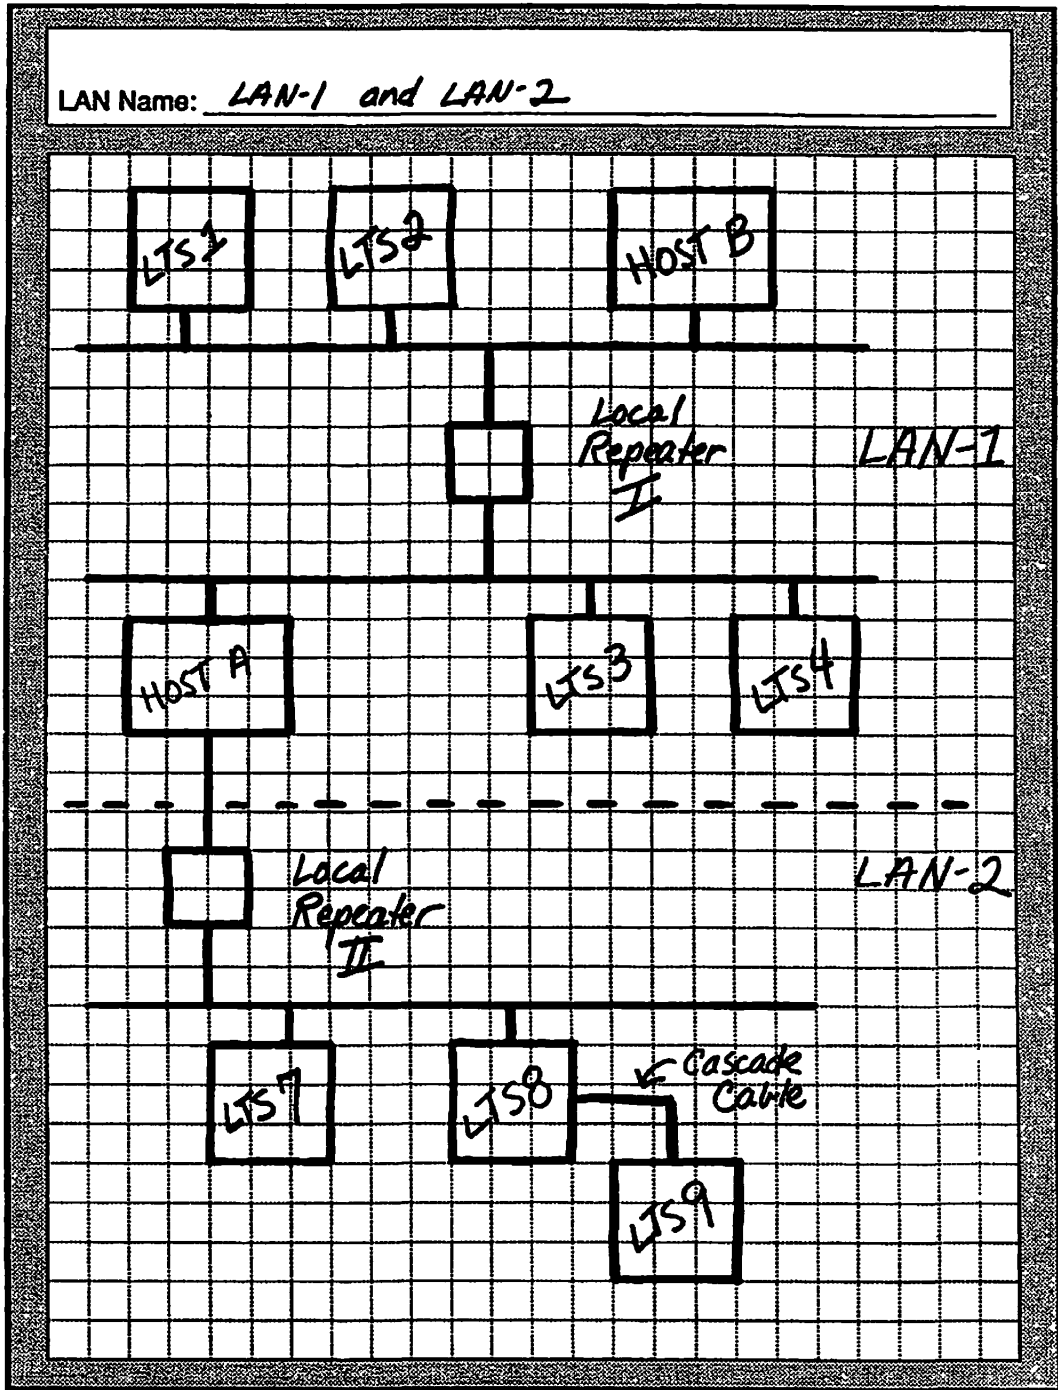 LAN Name: LAN-1 and LAN-2
LTS1
LTS2
HOST B
Local
Repeater
I
LAN-1
HOST A
LTS3
LTS4
Local
Repeater
II
LAN-2
LTS7
LTS8
Cascade
Cable
LTS9